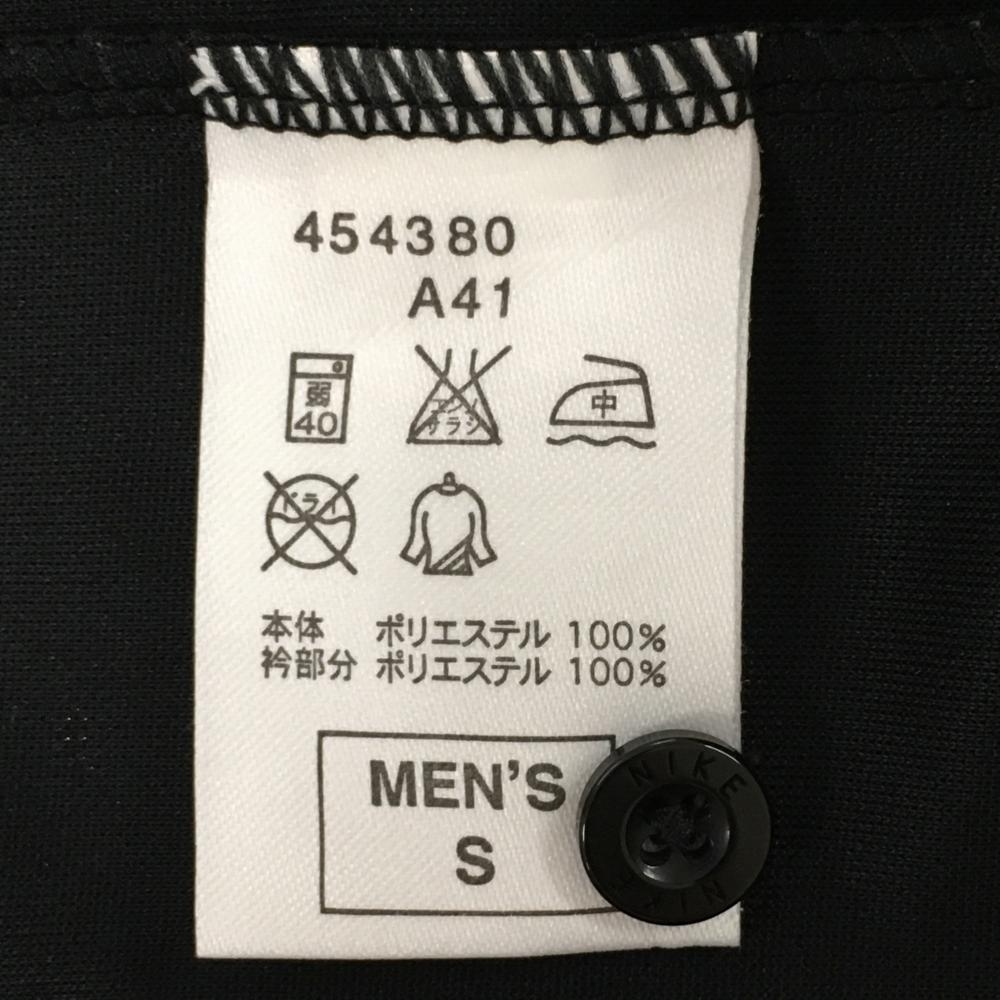 454380
A41
弱
40
エンソ
サラシ
中
ドライ
本体 ポリエステル 100%
衿部分 ポリエステル 100%
MEN'S
S
NIKE
NIKE